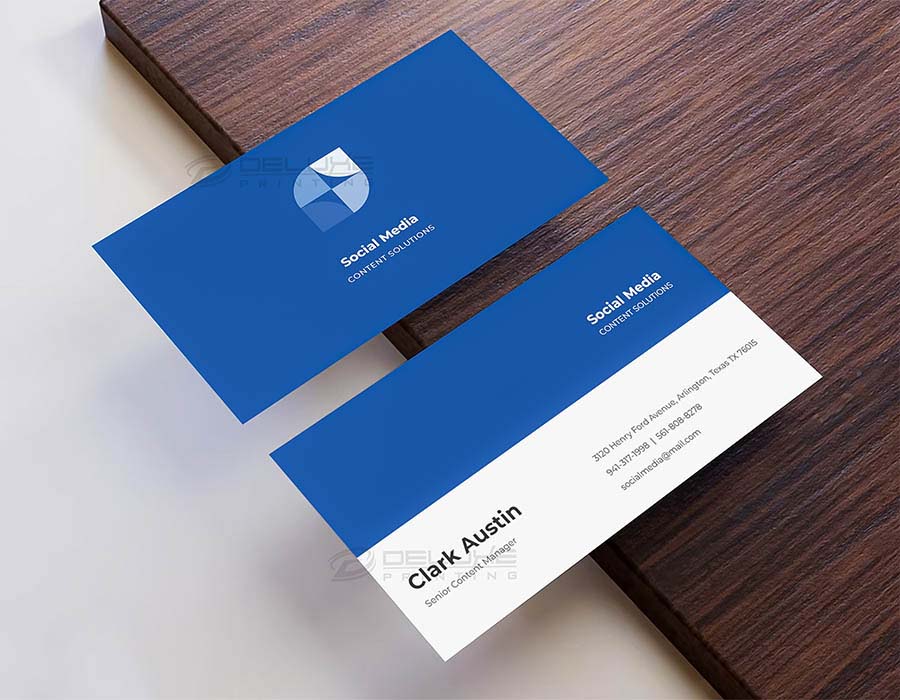 DELUXE
PRINTING
Social Media
CONTENT SOLUTIONS
Social Media
CONTENT SOLUTIONS
3120 Henry Ford Avenue, Arlington, Texas TX 76015
941-317-1998 | 561-808-8278
socialmedia@mail.com
Clark Austin
Senior Content Manager
DELUXE
PRINTING